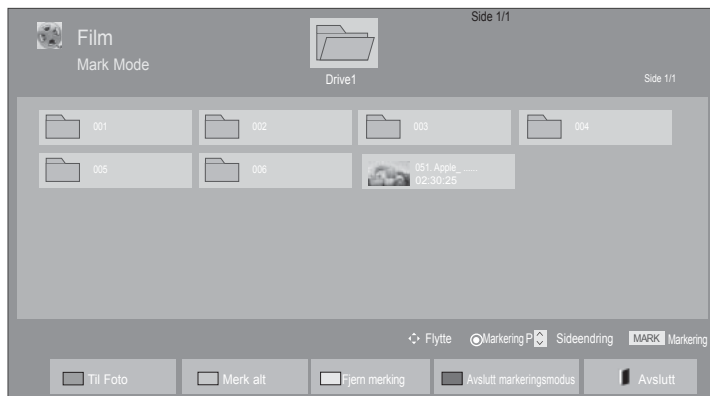 Side 1/1
Film
Mark Mode
Drive1
Side 1/1
001 002 003 004
005 006 051. Apple_......
02:30:25
Flytte Markering P Sideendring MARK Markering
Til Foto Merk alt Fjern merking Avslutt markeringsmodus Avslutt